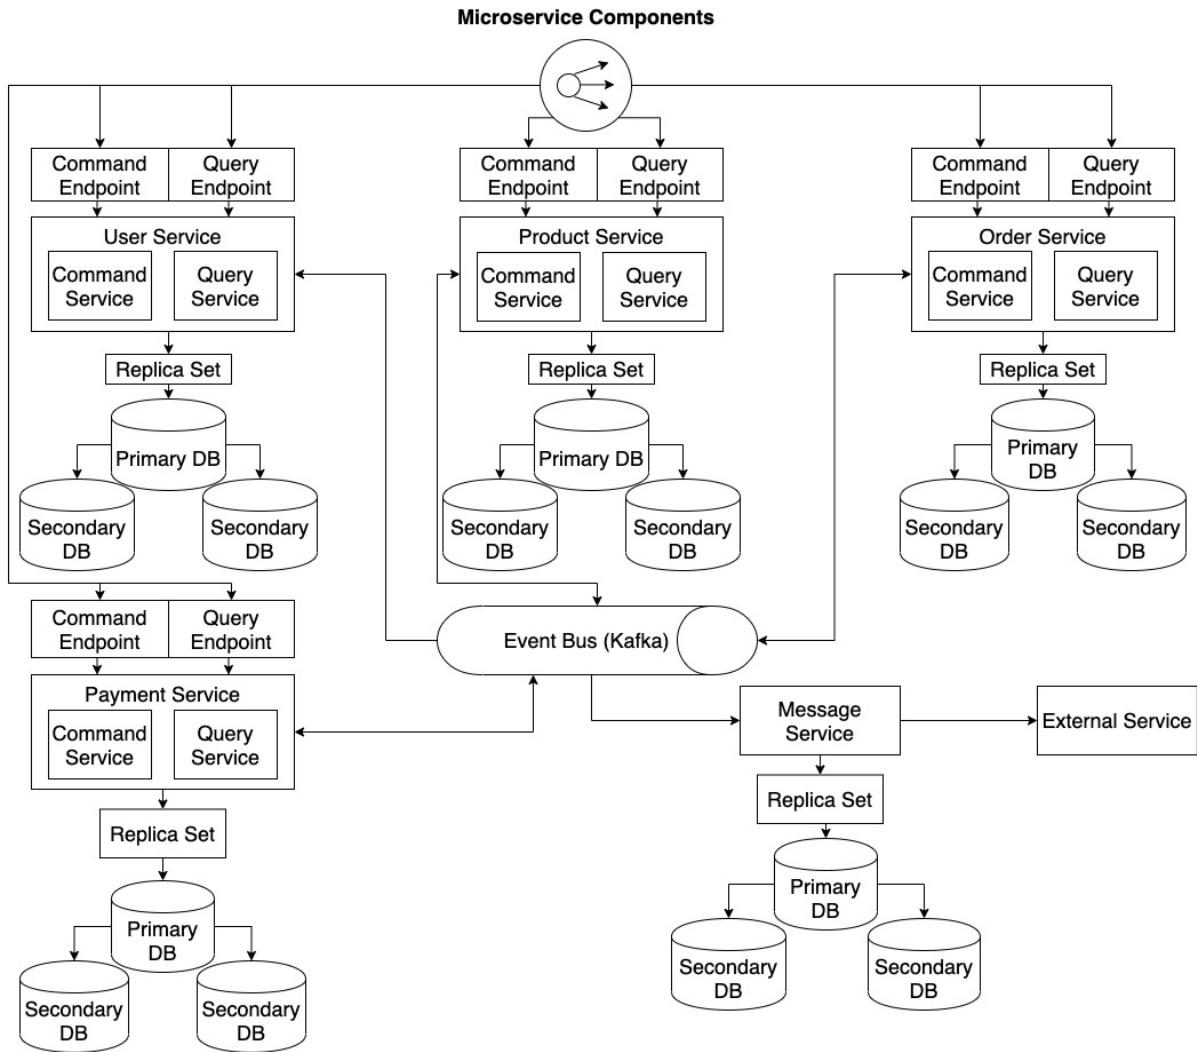 Microservice Components
Command
Endpoint
Query
Endpoint
Command
Endpoint
Query
Endpoint
Command
Endpoint
Query
Endpoint
User Service
Command
Service
Query
Service
Product Service
Command
Service
Query
Service
Order Service
Command
Service
Query
Service
Replica Set
Replica Set
Replica Set
Primary DB
Secondary
DB
Secondary
DB
Primary DB
Secondary
DB
Secondary
DB
Primary
DB
Secondary
DB
Secondary
DB
Command
Endpoint
Query
Endpoint
Event Bus (Kafka)
Payment Service
Command
Service
Query
Service
Message
Service
External Service
Replica Set
Replica Set
Primary
DB
Secondary
DB
Secondary
DB
Primary
DB
Secondary
DB
Secondary
DB